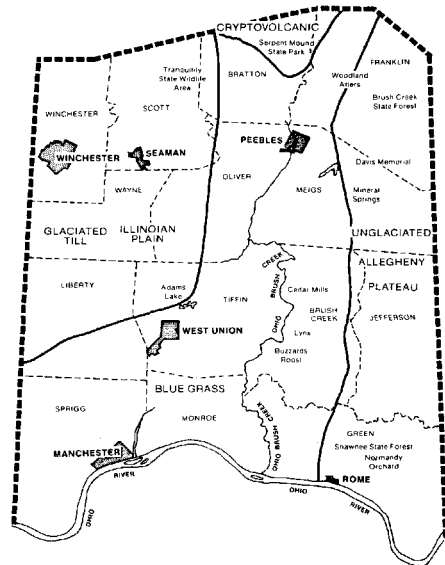 CRYPTOVOLCANIC
Serpent Mound
State Park
FRANKLIN
Tranquility
State Wildlife
Area
BRATTON
Woodland
Alters
Brush Creek
State Forest
WINCHESTER
SCOTT
WINCHESTER
SEAMAN
PEEBLES
Davis Memorial
WAYNE
OLIVER
MEIGS
Mineral
Springs
GLACIATED
TILL
ILLINOIAN
PLAIN
UNGLACIATED
ALLEGHENY
PLATEAU
LIBERTY
Adams
Lake
TIFFIN
OHIO BRUSH CREEK
Cedar Mills
BRUSH
CREEK
Lynx
JEFFERSON
WEST UNION
Buzzards
Roost
BLUE GRASS
SPRIGG
MONROE
OHIO BRUSH CREEK
GREEN
Shawnee State Forest
Normandy
Orchard
MANCHESTER
RIVER
OHIO
ROME
OHIO
RIVER